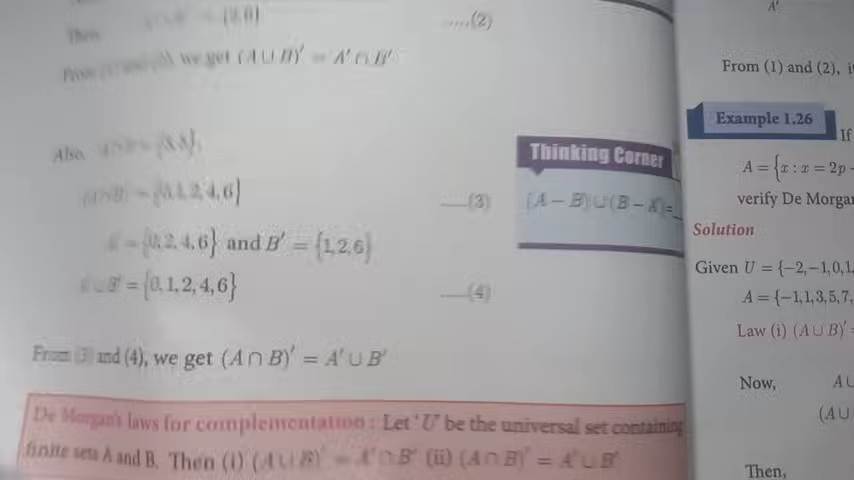 Then
.....(2)
we get (A ∪ B)′ = A′ ∩ B′
Also,
= {0, 1, 2, 4, 6} ......(3)
2, 4, 6} and B′ = {1, 2, 6}
B′ = {0, 1, 2, 4, 6} ......(4)
From (3) and (4), we get (A ∩ B)′ = A′ ∪ B′
De Morgan's laws for complementation : Let ‘U’ be the universal set containing
finite sets A and B. Then (i) (A ∪ B)′ = A′ ∩ B′ (ii) (A ∩ B)′ = A′ ∪ B′
Thinking Corner
(A − B) ∪ (B − A) = __
A′
From (1) and (2), i
Example 1.26
If
A = {x : x = 2p −
verify De Morga
Solution
Given U = {−2, −1, 0, 1,
A = {−1, 1, 3, 5, 7,
Law (i) (A ∪ B)′ =
Now, A ∪
(A ∪
Then,